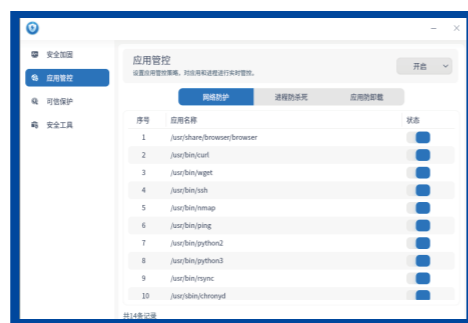 安全加固
应用管控
可信保护
安全工具
应用管控
设置应用管控策略，对应用和进程进行实时管控。
开启
网络防护 进程防杀死 应用防卸载
序号 应用名称 状态
1 /usr/share/browser/browser
2 /usr/bin/curl
3 /usr/bin/wget
4 /usr/bin/ssh
5 /usr/bin/nmap
6 /usr/bin/ping
7 /usr/bin/python2
8 /usr/bin/python3
9 /usr/bin/rsync
10 /usr/sbin/chronyd
共14条记录